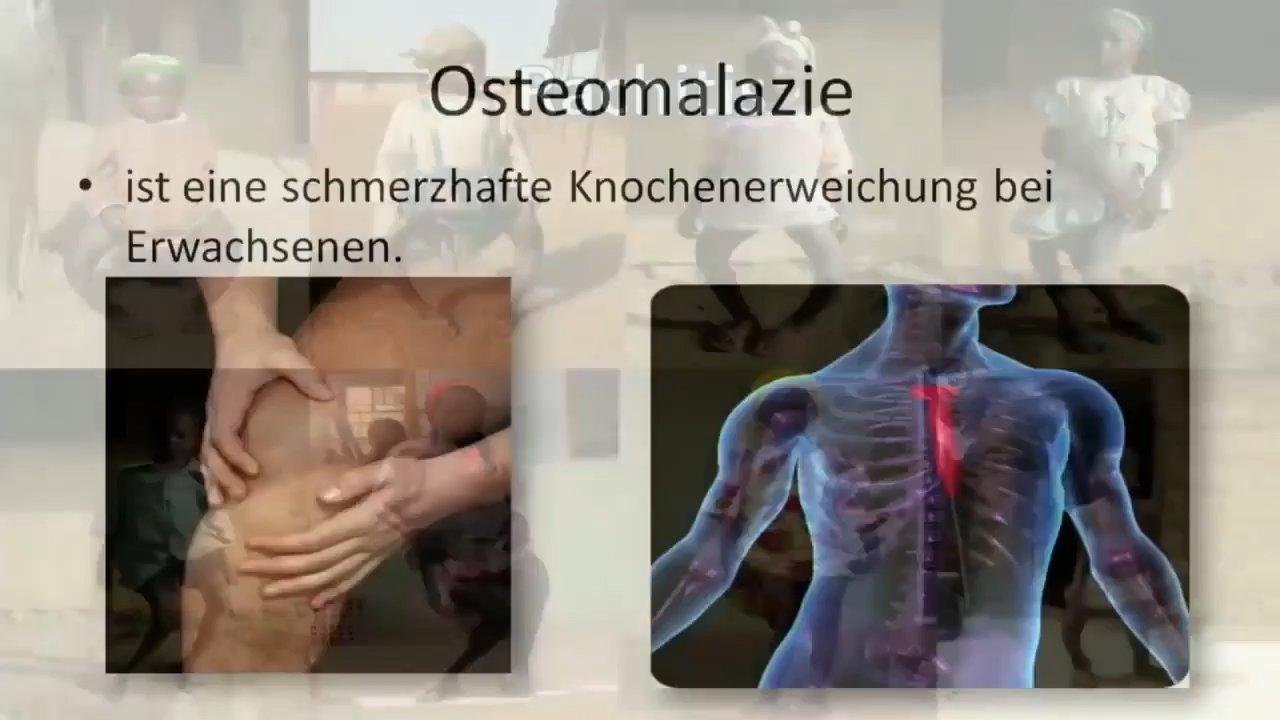 Osteomalazie
• ist eine schmerzhafte Knochenerweichung bei
Erwachsenen.